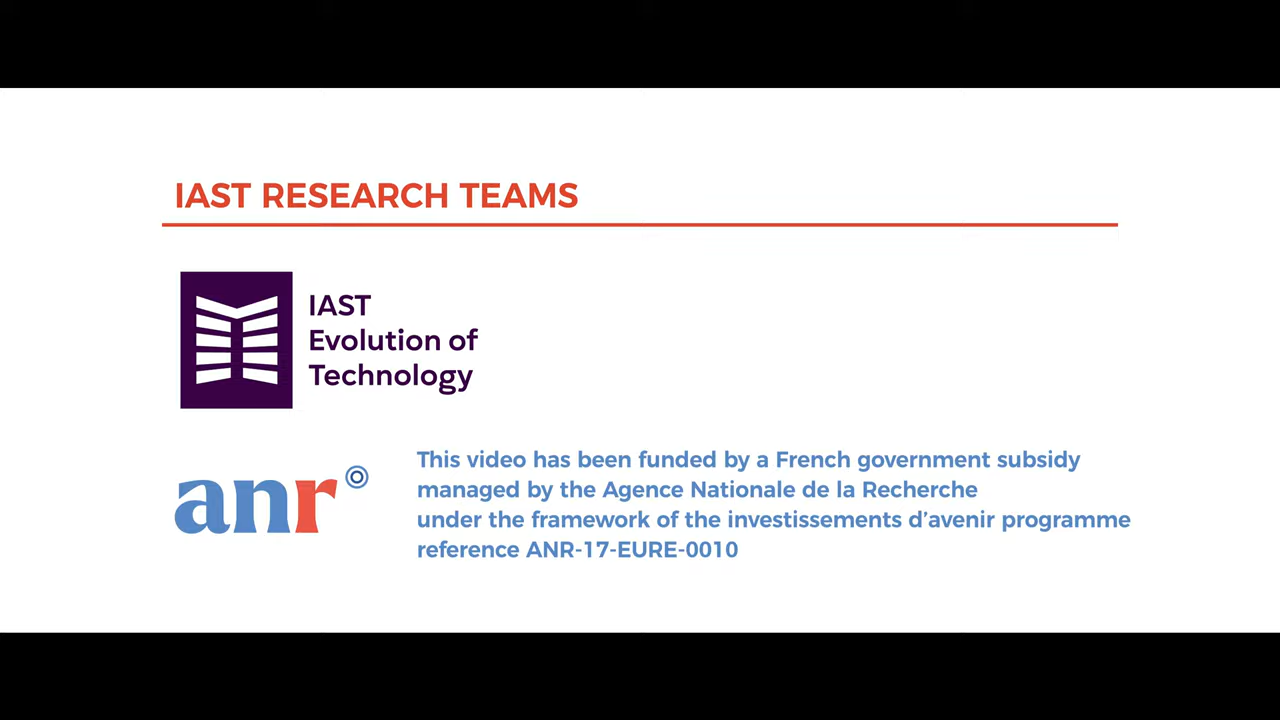 IAST RESEARCH TEAMS
IAST
Evolution of
Technology
anr
This video has been funded by a French government subsidy
managed by the Agence Nationale de la Recherche
under the framework of the investissements d’avenir programme
reference ANR-17-EURE-0010